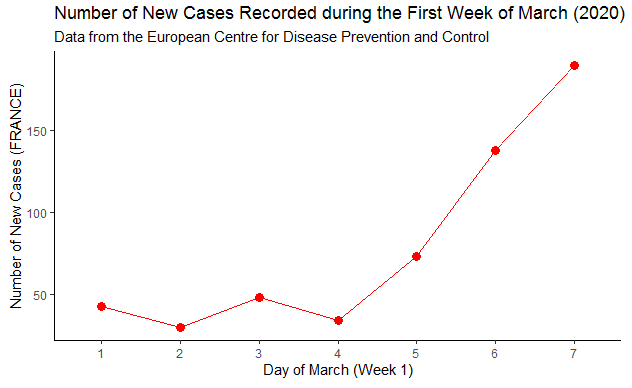 Number of New Cases Recorded during the First Week of March (2020)
Data from the European Centre for Disease Prevention and Control
Number of New Cases (FRANCE)
150
100
50
1 2 3 4 5 6 7
Day of March (Week 1)